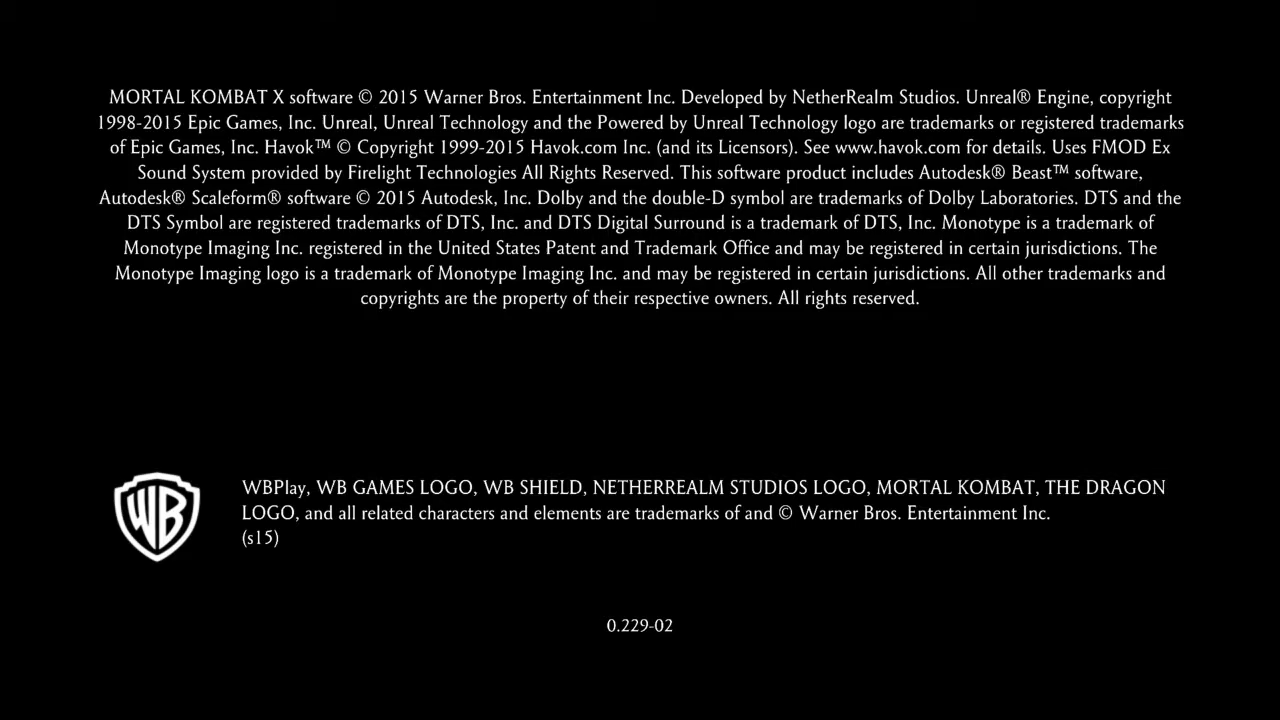 MORTAL KOMBAT X software © 2015 Warner Bros. Entertainment Inc. Developed by NetherRealm Studios. Unreal® Engine, copyright
1998-2015 Epic Games, Inc. Unreal, Unreal Technology and the Powered by Unreal Technology logo are trademarks or registered trademarks
of Epic Games, Inc. Havok™ © Copyright 1999-2015 Havok.com Inc. (and its Licensors). See www.havok.com for details. Uses FMOD Ex
Sound System provided by Firelight Technologies All Rights Reserved. This software product includes Autodesk® Beast™ software,
Autodesk® Scaleform® software © 2015 Autodesk, Inc. Dolby and the double-D symbol are trademarks of Dolby Laboratories. DTS and the
DTS Symbol are registered trademarks of DTS, Inc. and DTS Digital Surround is a trademark of DTS, Inc. Monotype is a trademark of
Monotype Imaging Inc. registered in the United States Patent and Trademark Office and may be registered in certain jurisdictions. The
Monotype Imaging logo is a trademark of Monotype Imaging Inc. and may be registered in certain jurisdictions. All other trademarks and
copyrights are the property of their respective owners. All rights reserved.
WB
WBPlay, WB GAMES LOGO, WB SHIELD, NETHERREALM STUDIOS LOGO, MORTAL KOMBAT, THE DRAGON
LOGO, and all related characters and elements are trademarks of and © Warner Bros. Entertainment Inc.
(s15)
0.229-02